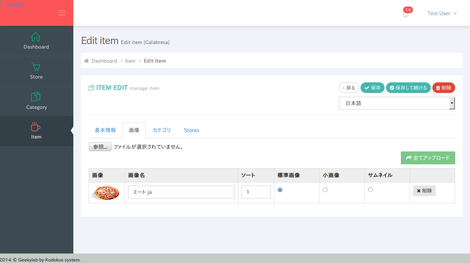 14
Test User
Dashboard
Store
Category
Item
Edit item Edit item [Calabresa]
Dashboard Item Edit Item
ITEM EDIT manage item
戻る 保存 保存して続ける 削除
日本語
基本情報 画像 カテゴリ Stores
参照... ファイルが選択されていません。
全てアップロード
画像 画像名 ソート 標準画像 小画像 サムネイル
ミート ja 1 削除
2014 © Geekylab by Kodokux system.